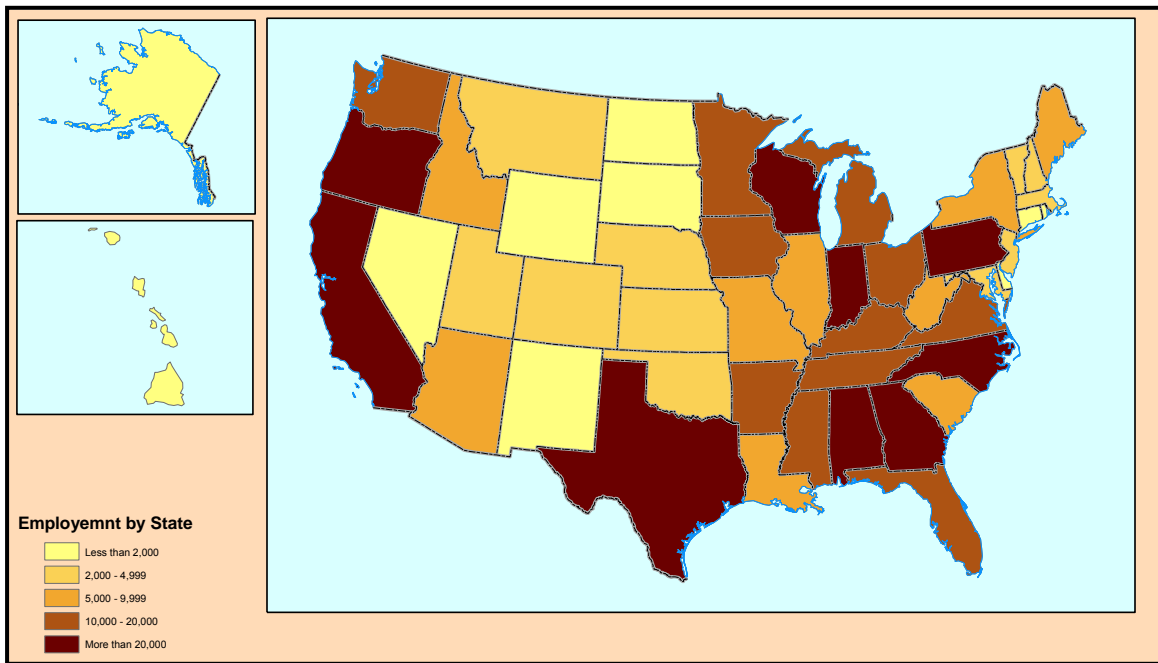 Employemnt by State
Less than 2,000
2,000 - 4,999
5,000 - 9,999
10,000 - 20,000
More than 20,000